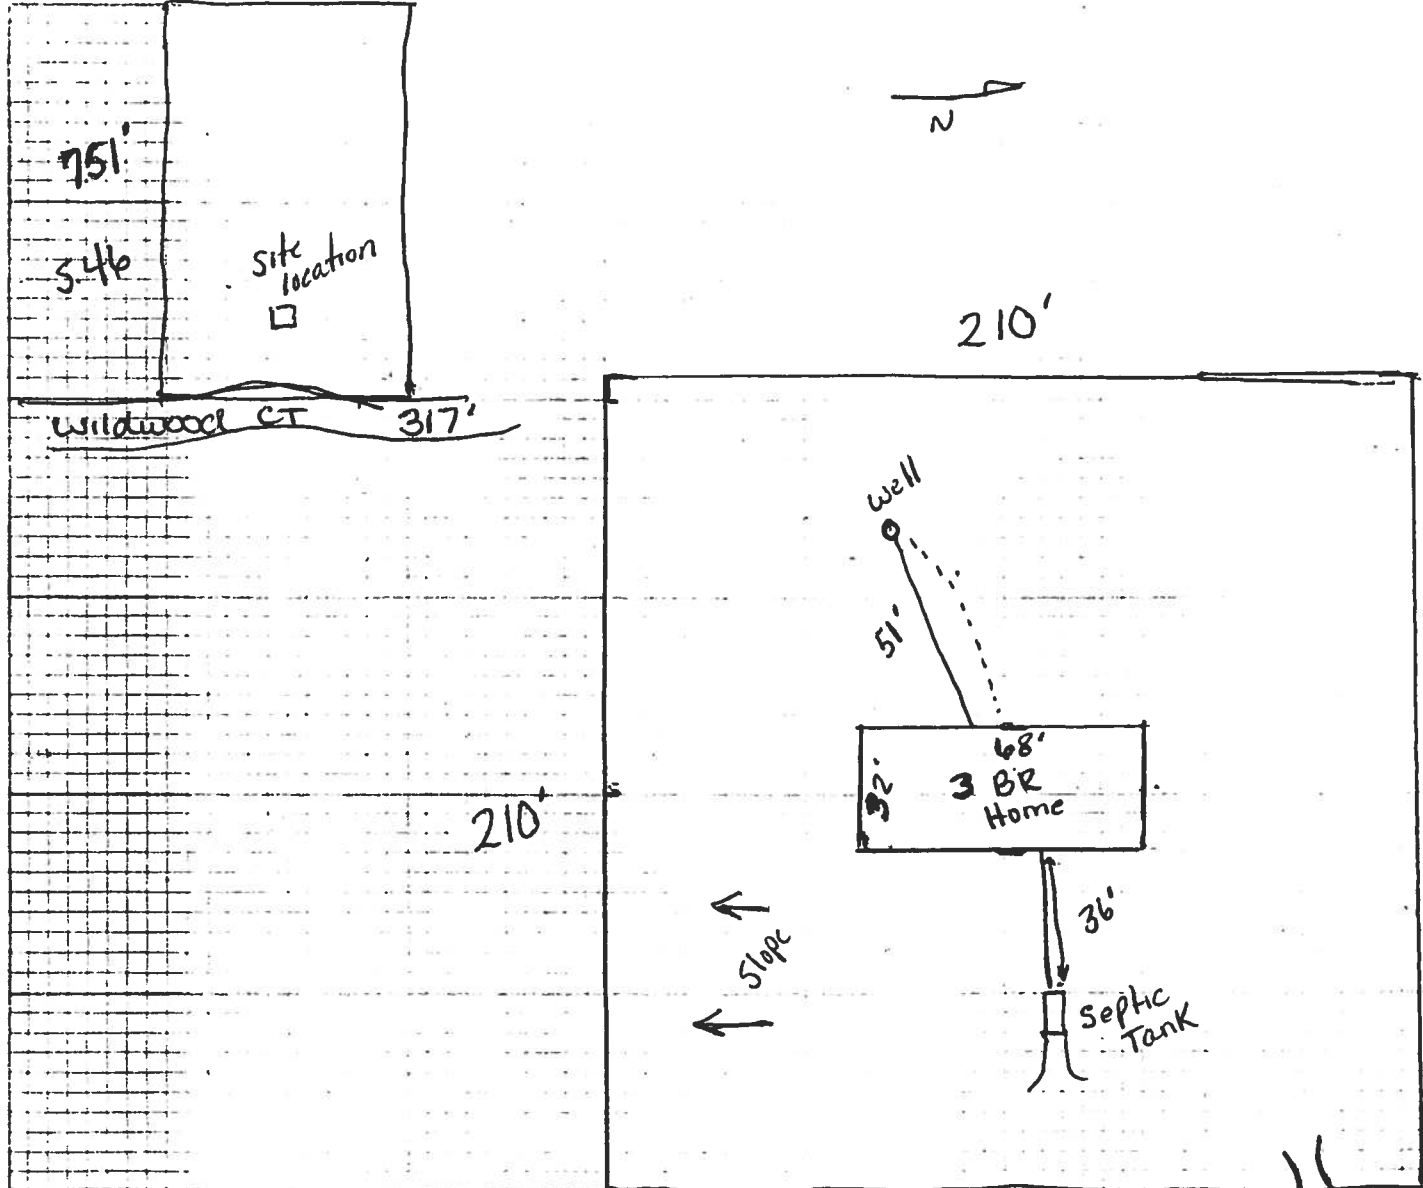 N
751'
5.46
Site
location
Wildwood CT 317'
210'
well
51'
68'
32'
3 BR
Home
210'
36'
Slope
Septic
Tank